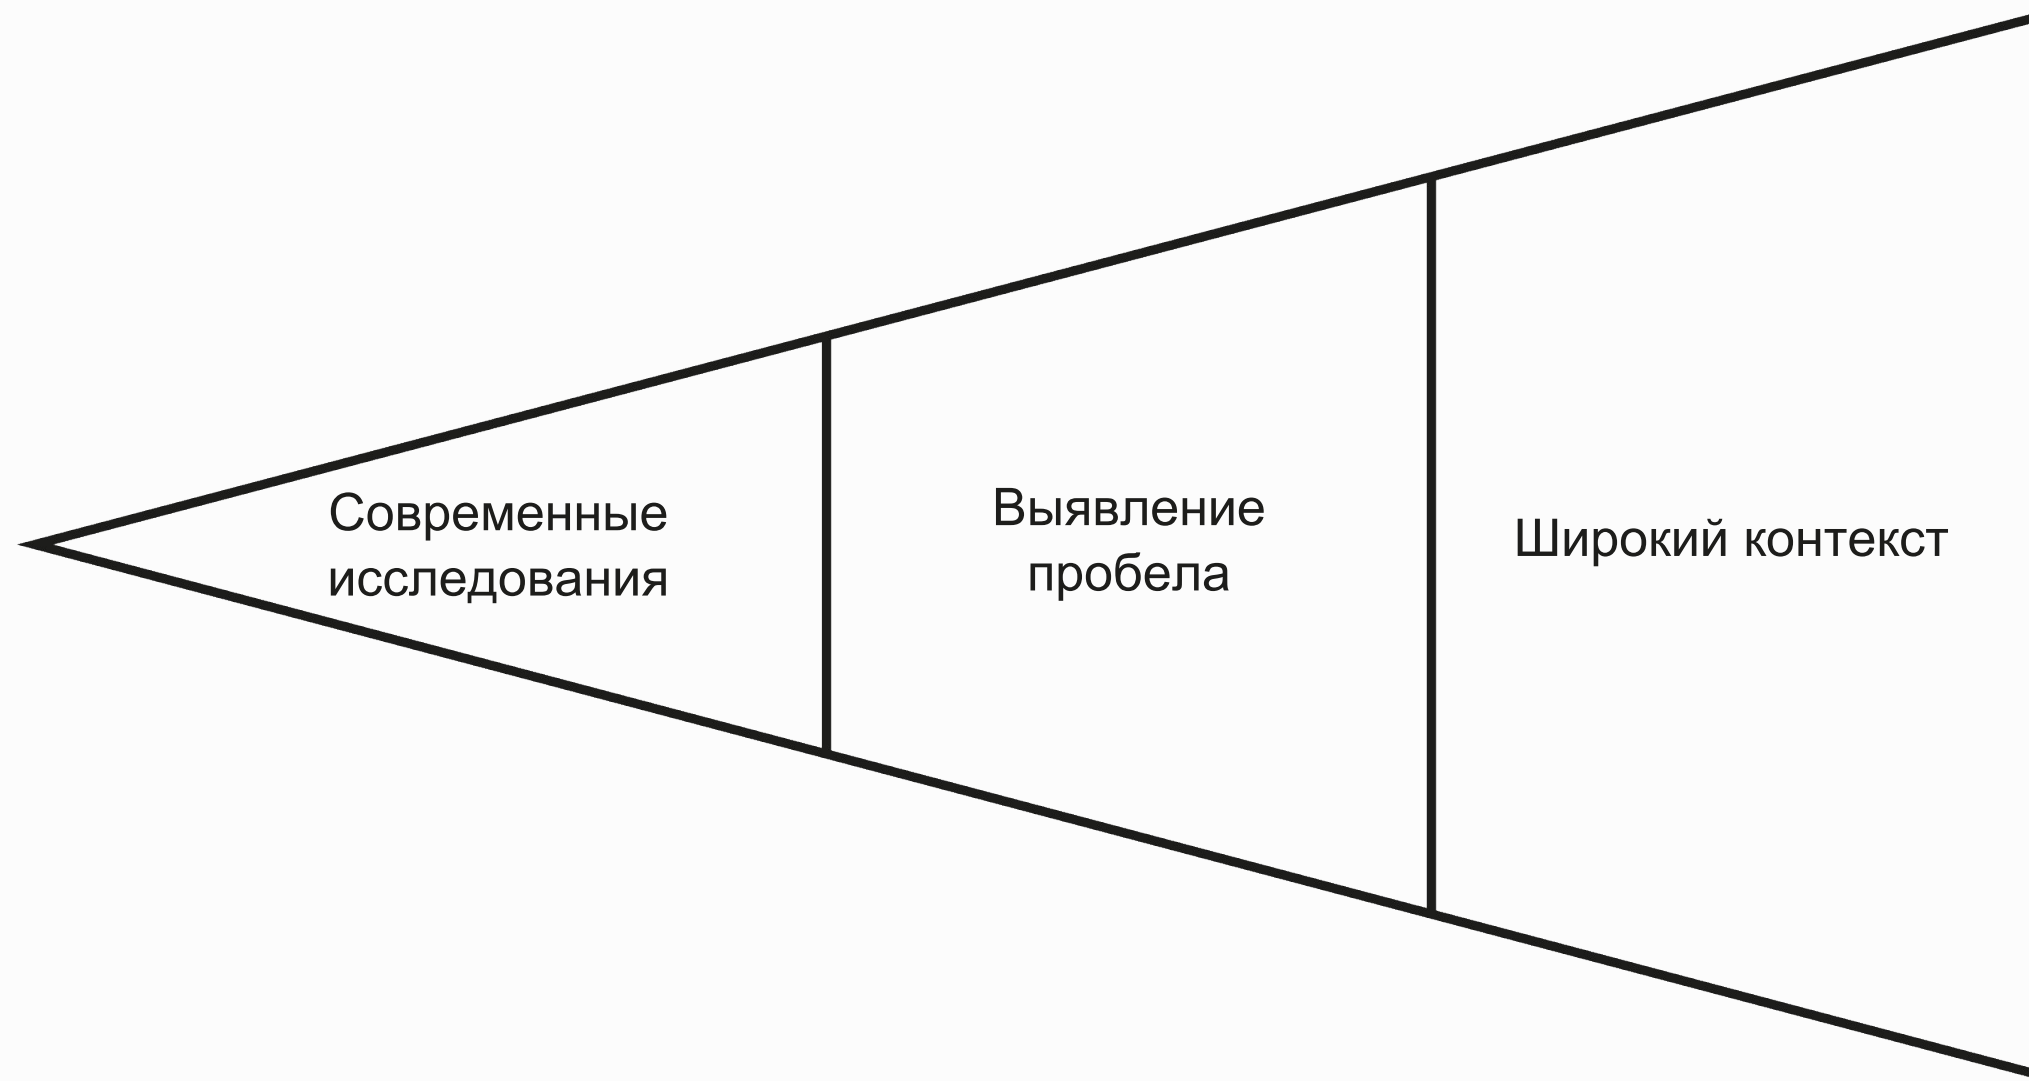 Современные
исследования
Выявление
пробела
Широкий контекст